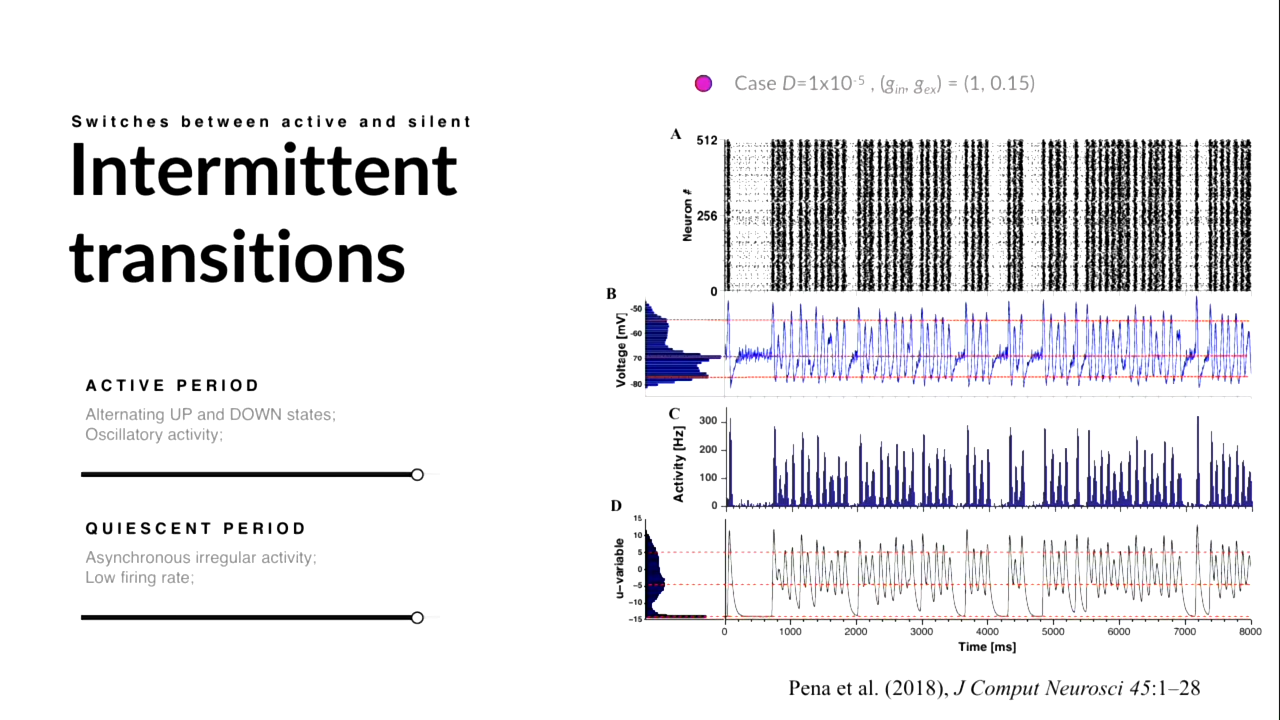 Switches between active and silent
Intermittent
transitions
ACTIVE PERIOD
Alternating UP and DOWN states;
Oscillatory activity;
QUIESCENT PERIOD
Asynchronous irregular activity;
Low firing rate;
Case D=1x10⁻⁵ , (gᵢₙ, gₑₓ) = (1, 0.15)
A
512
256
0
Neuron #
B
-50
-60
70
-80
Voltage [mV]
C
300
200
100
0
Activity [Hz]
D
15
10
5
0
−5
−10
−15
u−variable
0 1000 2000 3000 4000 5000 6000 7000 8000
Time [ms]
Pena et al. (2018), J Comput Neurosci 45:1–28